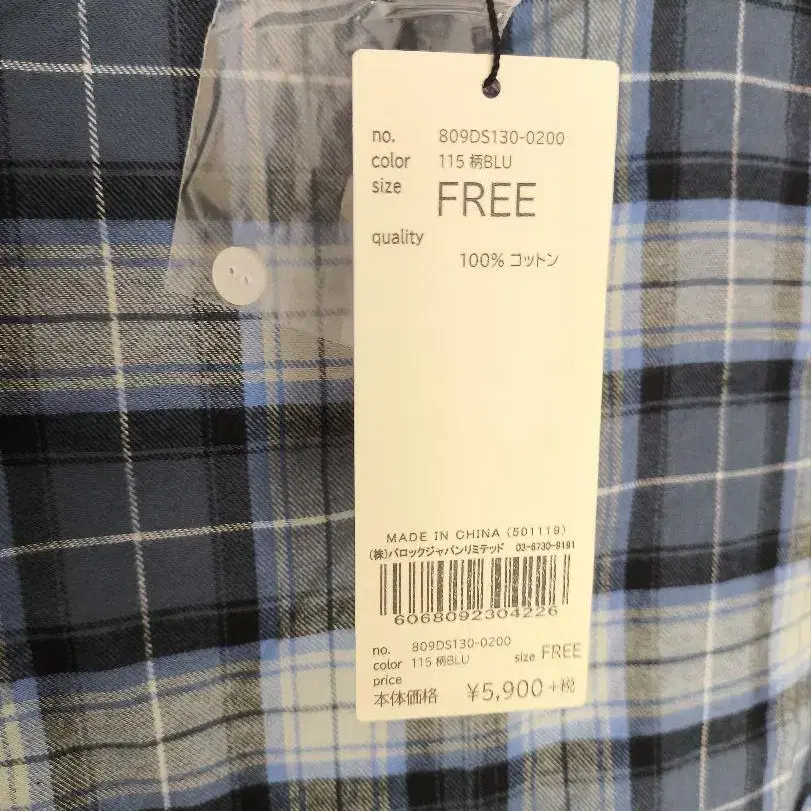 no. 809DS130-0200
color 115 柄BLU
size FREE
quality
100% コットン
MADE IN CHINA (501119)
(株)バロックジャパンリミテッド 03-6730-9191
6068092304226
no. 809DS130-0200
color 115 柄BLU size FREE
price
本体価格 ¥5,900+税